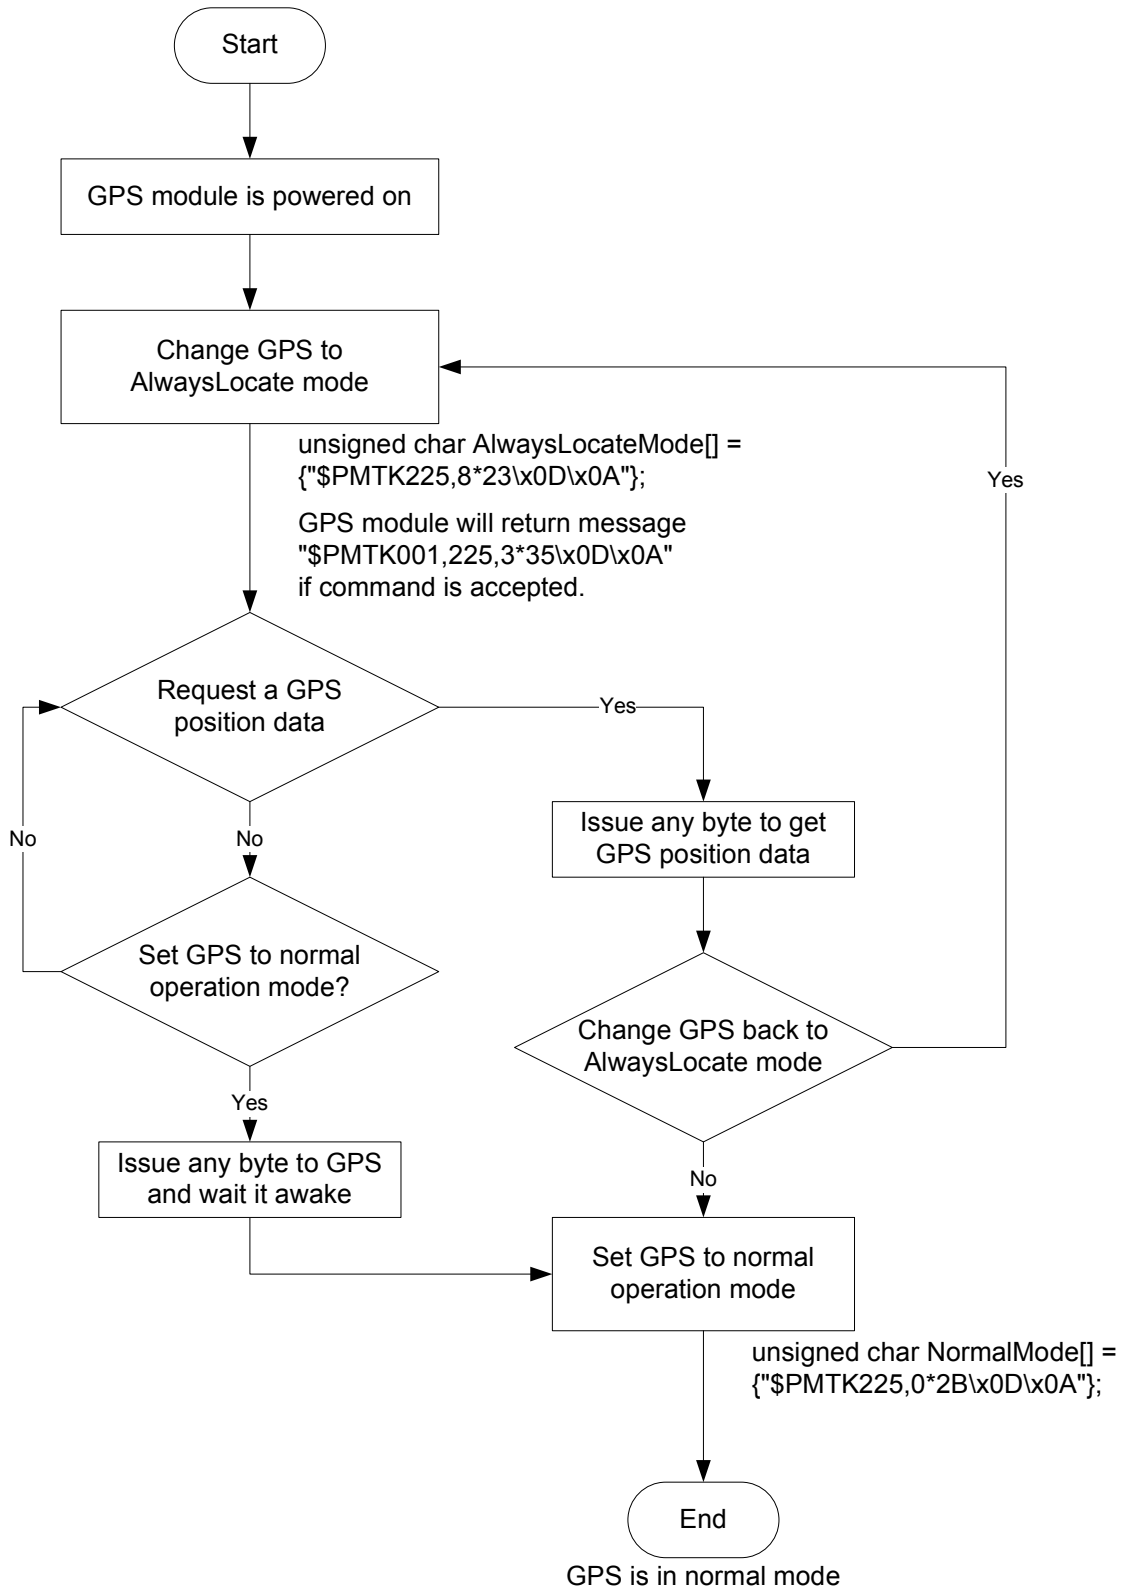 Start
GPS module is powered on
Change GPS to
AlwaysLocate mode
unsigned char AlwaysLocateMode[] =
{"$PMTK225,8*23\x0D\x0A"};
Yes
GPS module will return message
"$PMTK001,225,3*35\x0D\x0A"
if command is accepted.
Request a GPS
position data
Yes
No
No
Issue any byte to get
GPS position data
Set GPS to normal
operation mode?
Change GPS back to
AlwaysLocate mode
Yes
Issue any byte to GPS
and wait it awake
No
Set GPS to normal
operation mode
unsigned char NormalMode[] =
{"$PMTK225,0*2B\x0D\x0A"};
End
GPS is in normal mode